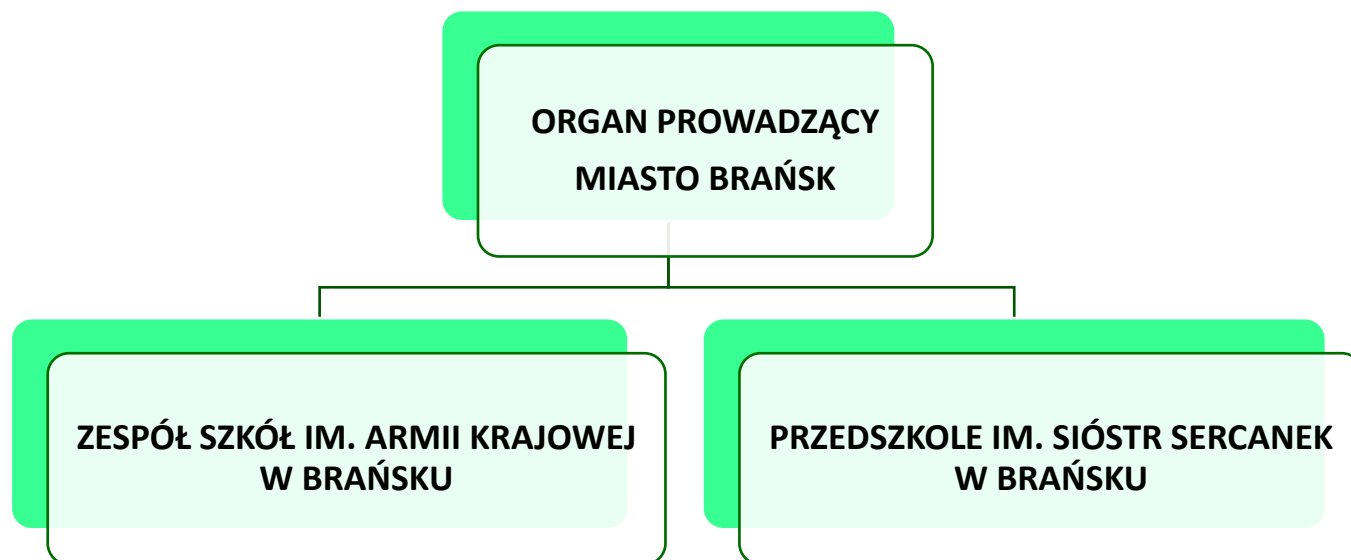 ORGAN PROWADZĄCY
MIASTO BRAŃSK
ZESPÓŁ SZKÓŁ IM. ARMII KRAJOWEJ
W BRAŃSKU
PRZEDSZKOLE IM. SIÓSTR SERCANEK
W BRAŃSKU